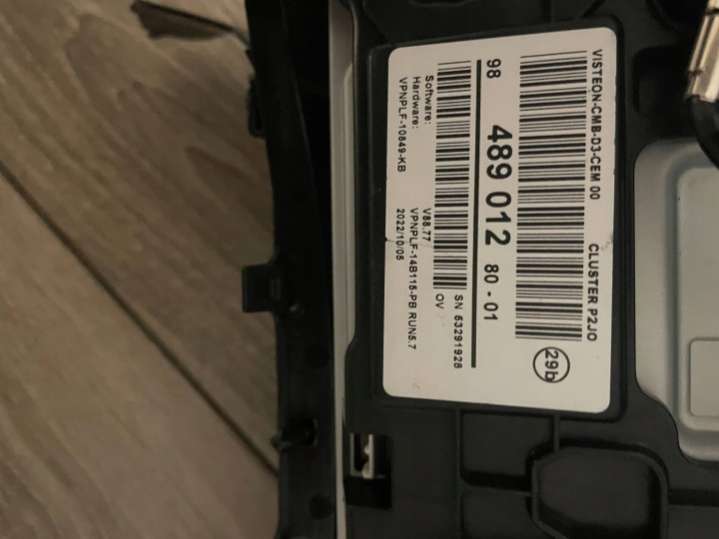 VISTEON-CMB-D3-CEM 00 CLUSTER P2JO
98 489 012 80 - 01
29b
SN 53291928
OV
Software: V88.77
Hardware: VPNPLF-14B115-PB RUN5.7
VPNPLF-10849-KB 2022/10/05